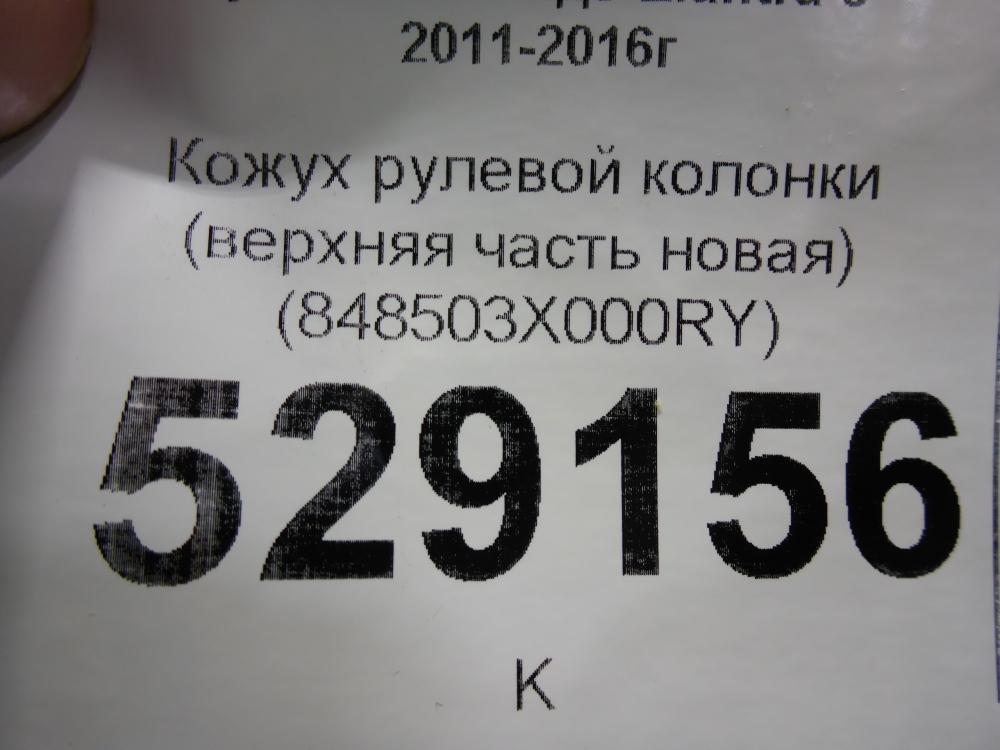 2011-2016г
Кожух рулевой колонки
(верхняя часть новая)
(848503X000RY)
529156
К